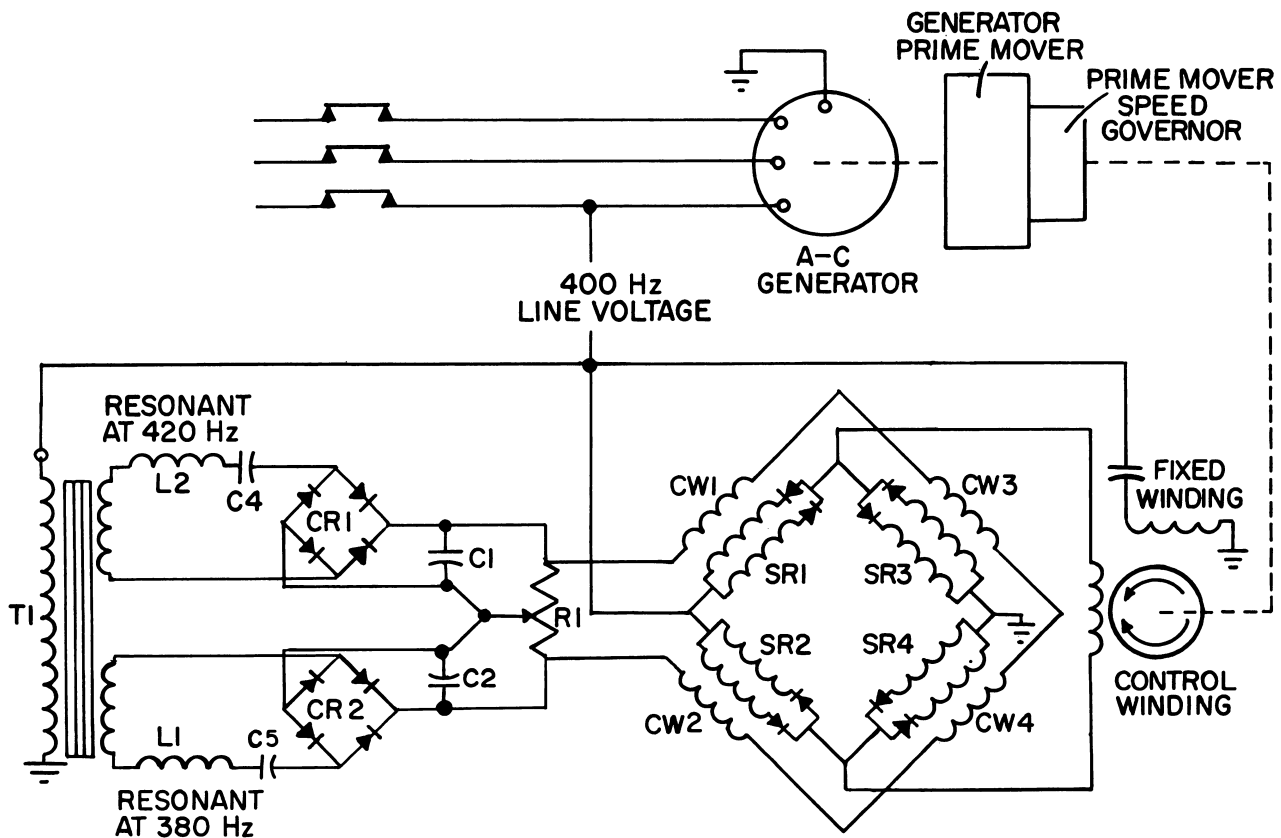 GENERATOR
PRIME MOVER
PRIME MOVER
SPEED
GOVERNOR
A-C
GENERATOR
400 Hz
LINE VOLTAGE
RESONANT
AT 420 Hz
L2
C4
CR1
C1
T1
R1
C2
CR2
L1
C5
RESONANT
AT 380 Hz
CW1
CW3
SR1
SR3
SR2
SR4
CW2
CW4
FIXED
WINDING
CONTROL
WINDING